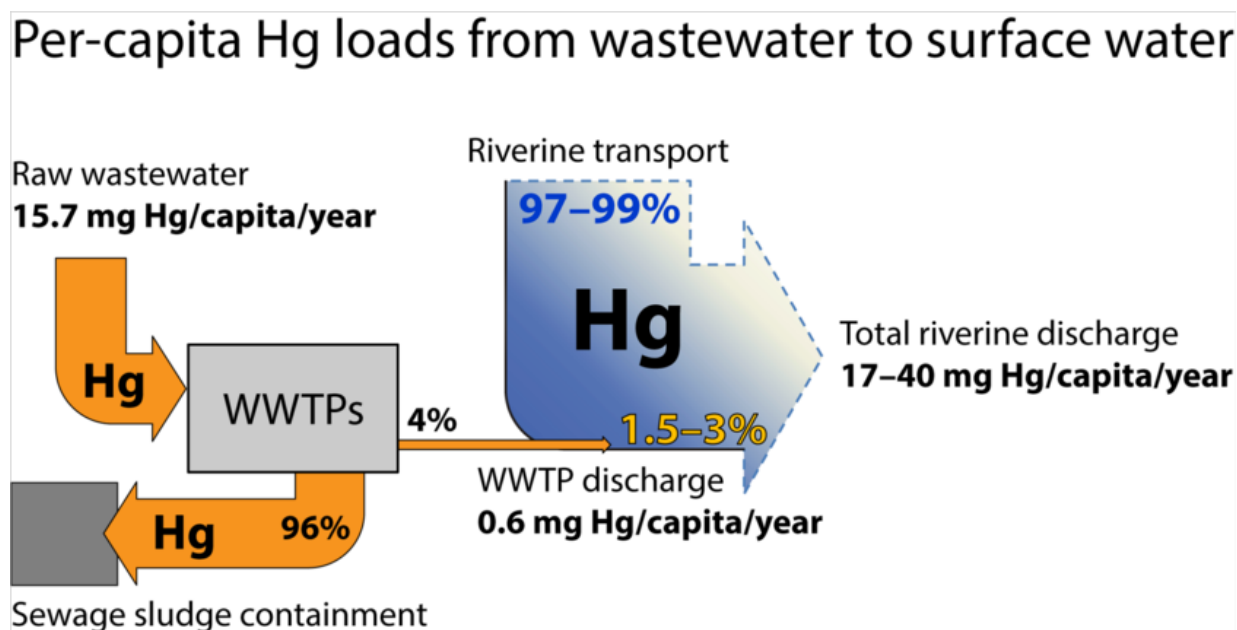 Per-capita Hg loads from wastewater to surface water
Riverine transport
Raw wastewater
15.7 mg Hg/capita/year
97–99%
Hg
Total riverine discharge
17–40 mg Hg/capita/year
Hg
WWTPs
4%
1.5–3%
WWTP discharge
0.6 mg Hg/capita/year
Hg
96%
Sewage sludge containment